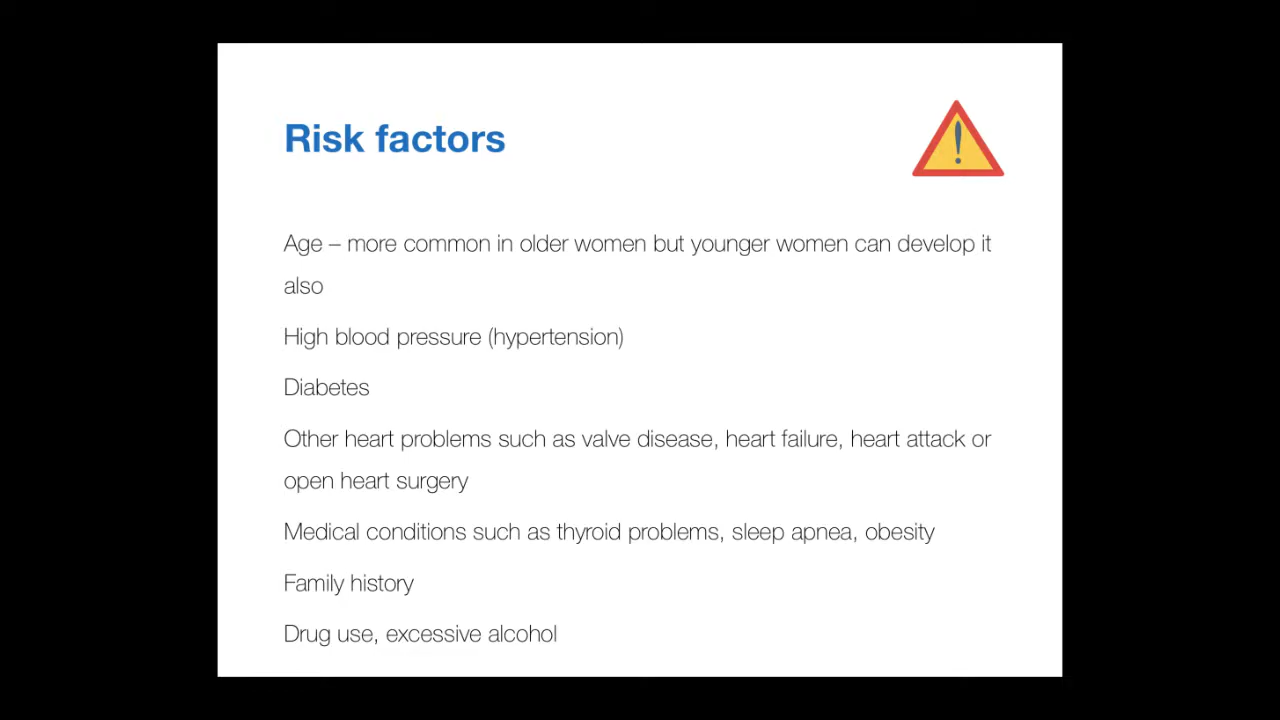 Risk factors
Age – more common in older women but younger women can develop it
also
High blood pressure (hypertension)
Diabetes
Other heart problems such as valve disease, heart failure, heart attack or
open heart surgery
Medical conditions such as thyroid problems, sleep apnea, obesity
Family history
Drug use, excessive alcohol